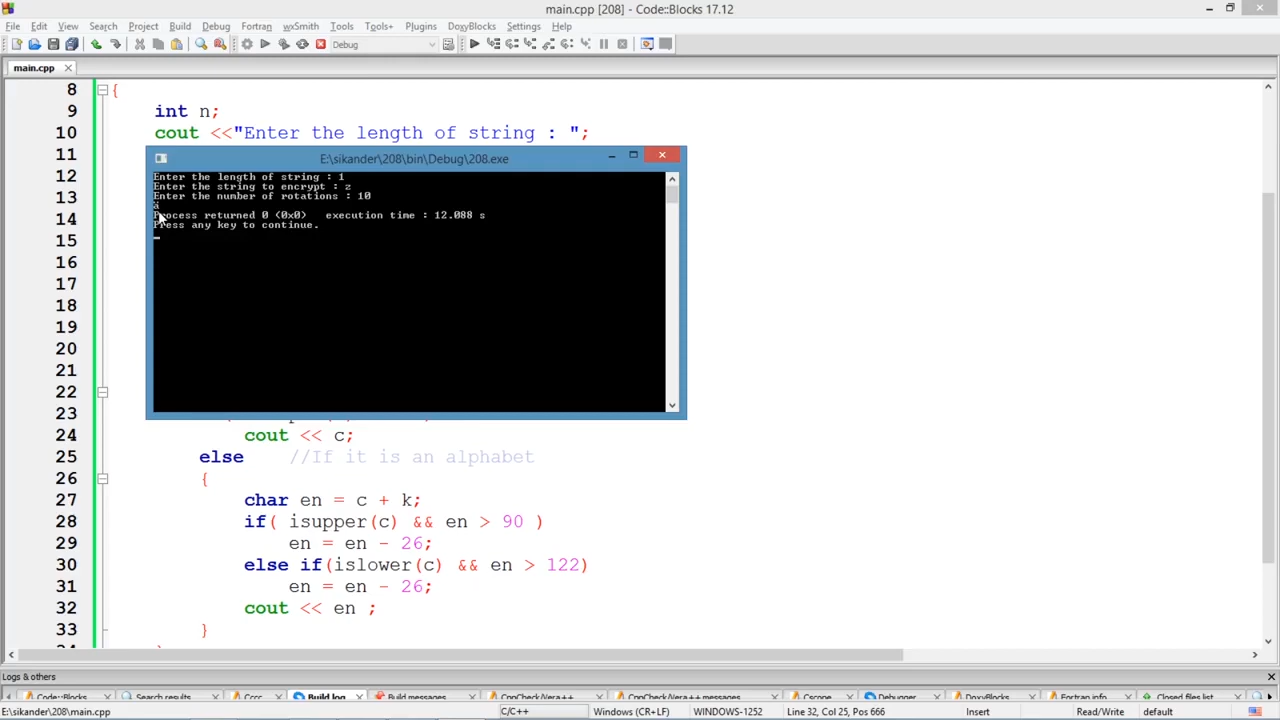 main.cpp [208] - Code::Blocks 17.12
File Edit View Search Project Build Debug Fortran wxSmith Tools Tools+ Plugins DoxyBlocks Settings Help
Debug
main.cpp
8 {
9 int n;
10 cout <<"Enter the length of string : ";
11
E:\sikander\208\bin\Debug\208.exe
Enter the length of string : 1
Enter the string to encrypt : z
Enter the number of rotations : 10
ä
Process returned 0 (0x0) execution time : 12.088 s
Press any key to continue.
12
13
14
15
16
17
18
19
20
21
22
23
24 cout << c;
25 else //If it is an alphabet
26 {
27 char en = c + k;
28 if( isupper(c) && en > 90 )
29 en = en - 26;
30 else if(islower(c) && en > 122)
31 en = en - 26;
32 cout << en ;
33 }
Logs & others
Code::Blocks Search results Cccc Build log Build messages CppCheck/Vera++ CppCheck/Vera++ messages Cscope Debugger DoxyBlocks Fortran info Closed files list
E:\sikander\208\main.cpp C/C++ Windows (CR+LF) WINDOWS-1252 Line 32, Col 25, Pos 666 Insert Read/Write default